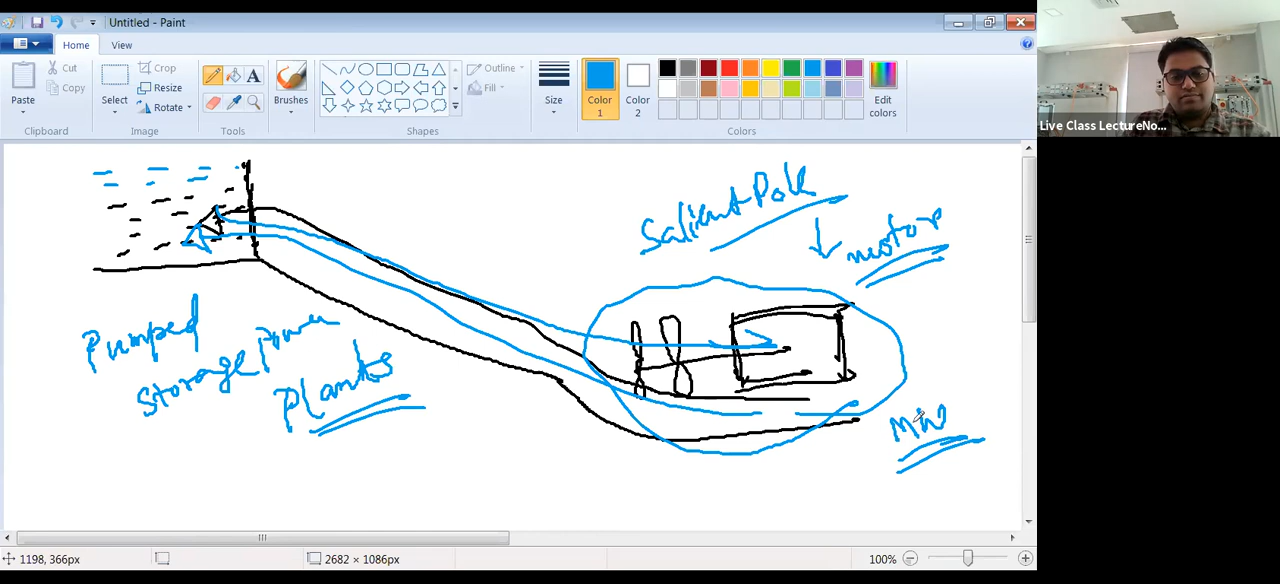 Untitled - Paint
Home View
Paste
Cut
Copy
Clipboard
Select
Crop
Resize
Rotate
Image
A
Tools
Brushes
Outline
Fill
Shapes
Size
Color 1
Color 2
Edit colors
Colors
Live Class LectureNo...
Salient Pole
motor
Pumped
Storage Power
Plants
MW
1198, 366px
2682 × 1086px
100%